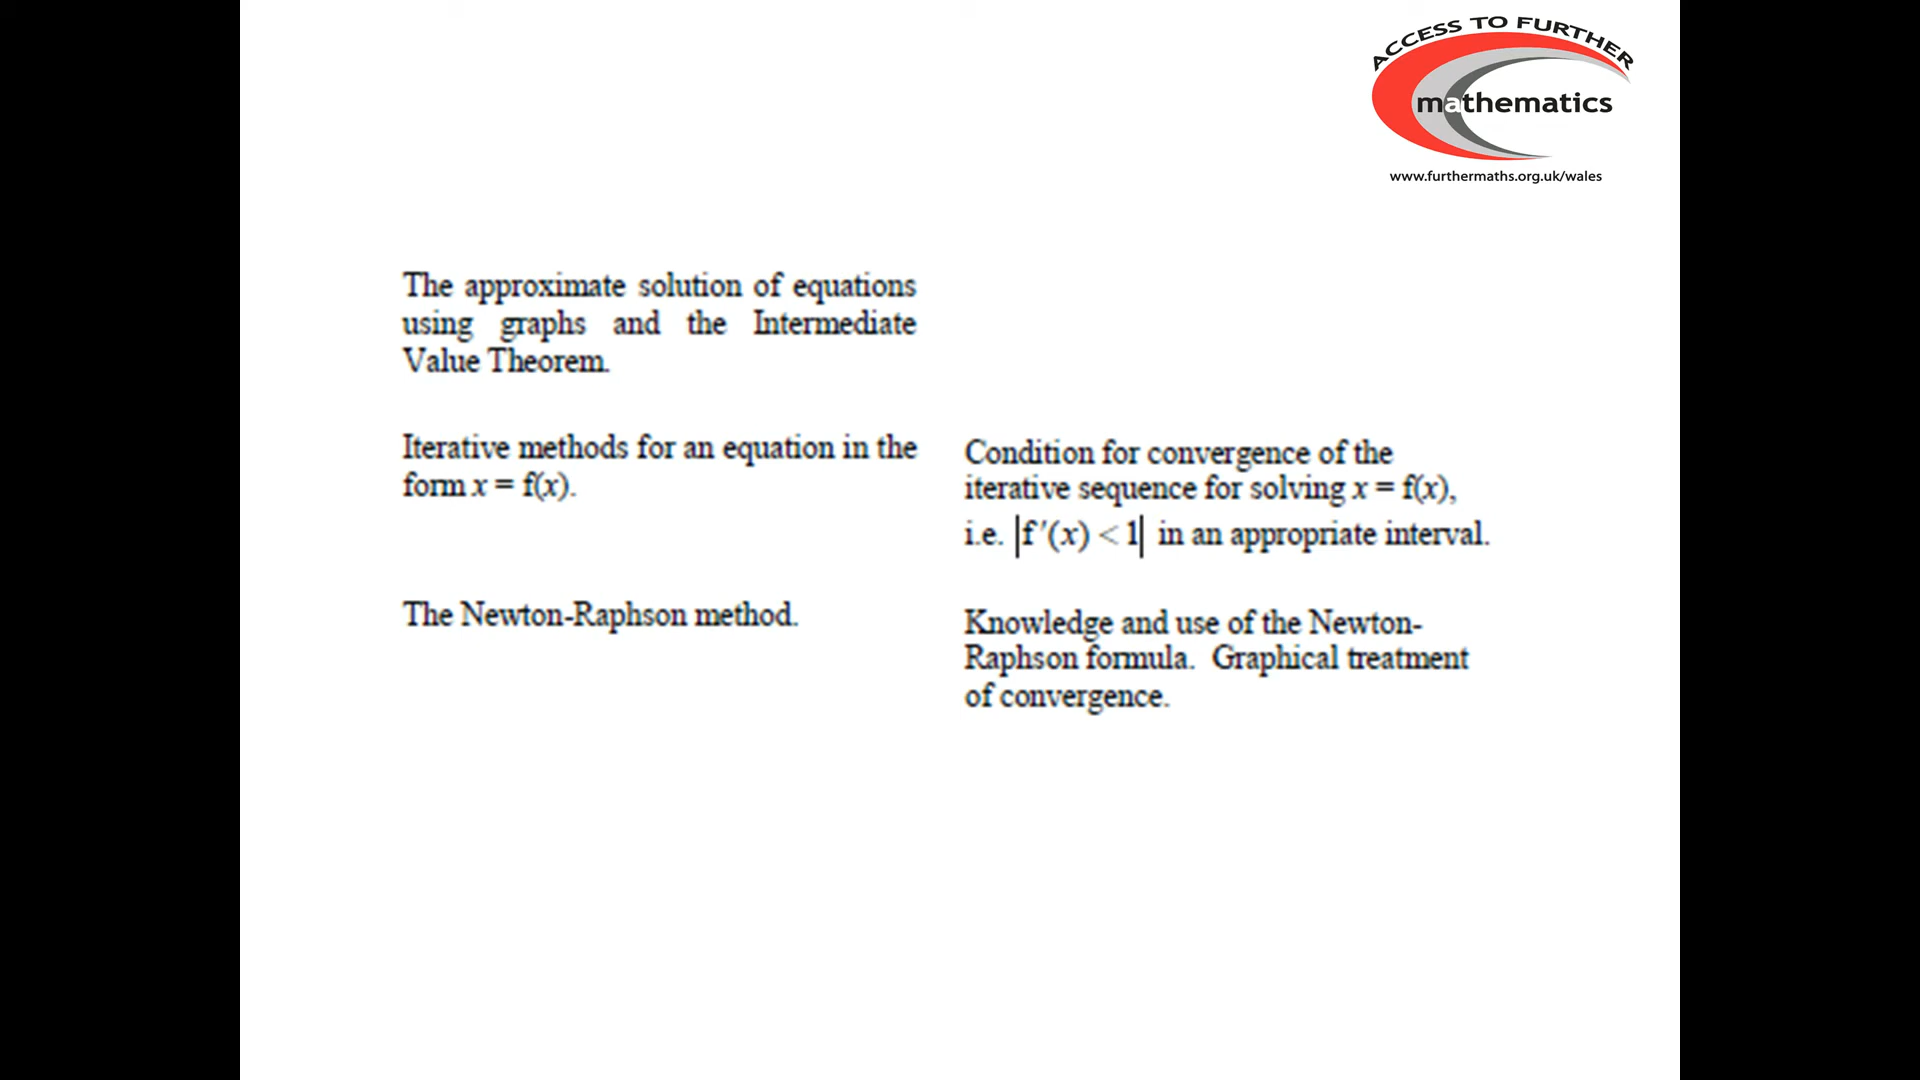 ACCESS TO FURTHER
mathematics
www.furthermaths.org.uk/wales
The approximate solution of equations
using graphs and the Intermediate
Value Theorem.
Iterative methods for an equation in the
form x = f(x).
Condition for convergence of the
iterative sequence for solving x = f(x),
i.e. |f′(x) < 1| in an appropriate interval.
The Newton-Raphson method.
Knowledge and use of the Newton-
Raphson formula. Graphical treatment
of convergence.